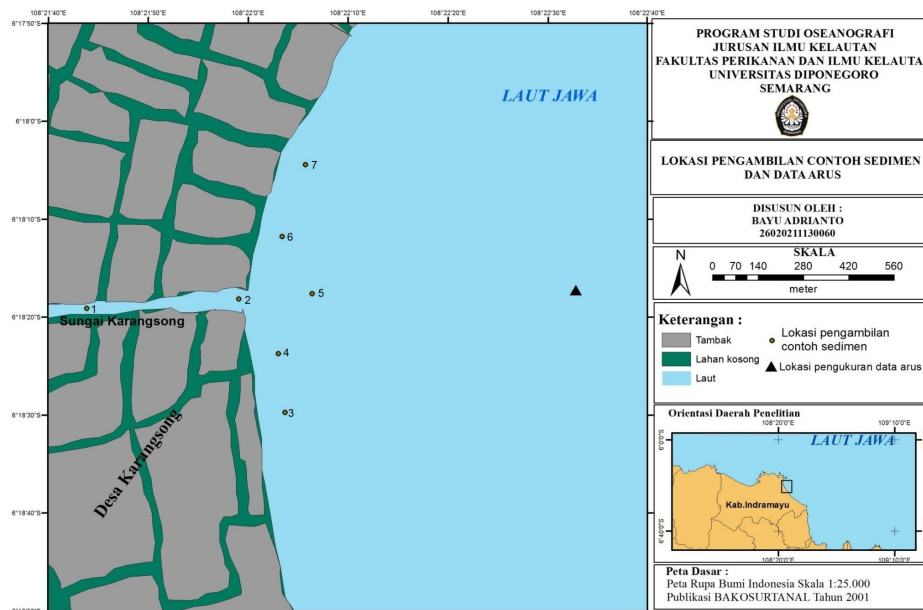 108°21'40"E
108°21'50"E
108°22'0"E
108°22'10"E
108°22'20"E
108°22'30"E
108°22'40"E
6°17'50"S
6°18'0"S
6°18'10"S
6°18'20"S
6°18'30"S
6°18'40"S
LAUT JAWA
7
6
5
2
1
4
3
Sungai Karangsong
Desa Karangsong
PROGRAM STUDI OSEANOGRAFI
JURUSAN ILMU KELAUTAN
FAKULTAS PERIKANAN DAN ILMU KELAUTA
UNIVERSITAS DIPONEGORO
SEMARANG
LOKASI PENGAMBILAN CONTOH SEDIMEN
DAN DATA ARUS
DISUSUN OLEH :
BAYU ADRIANTO
26020211130060
N
SKALA
0 70 140 280 420 560
meter
Keterangan :
Tambak
Lahan kosong
Laut
Lokasi pengambilan
contoh sedimen
Lokasi pengukuran data arus
Orientasi Daerah Penelitian
108°20'0"E
109°10'0"E
6°0'0"S
6°40'0"S
LAUT JAWA
Kab.Indramayu
108°20'0"E
109°10'0"E
Peta Dasar :
Peta Rupa Bumi Indonesia Skala 1:25.000
Publikasi BAKOSURTANAL Tahun 2001